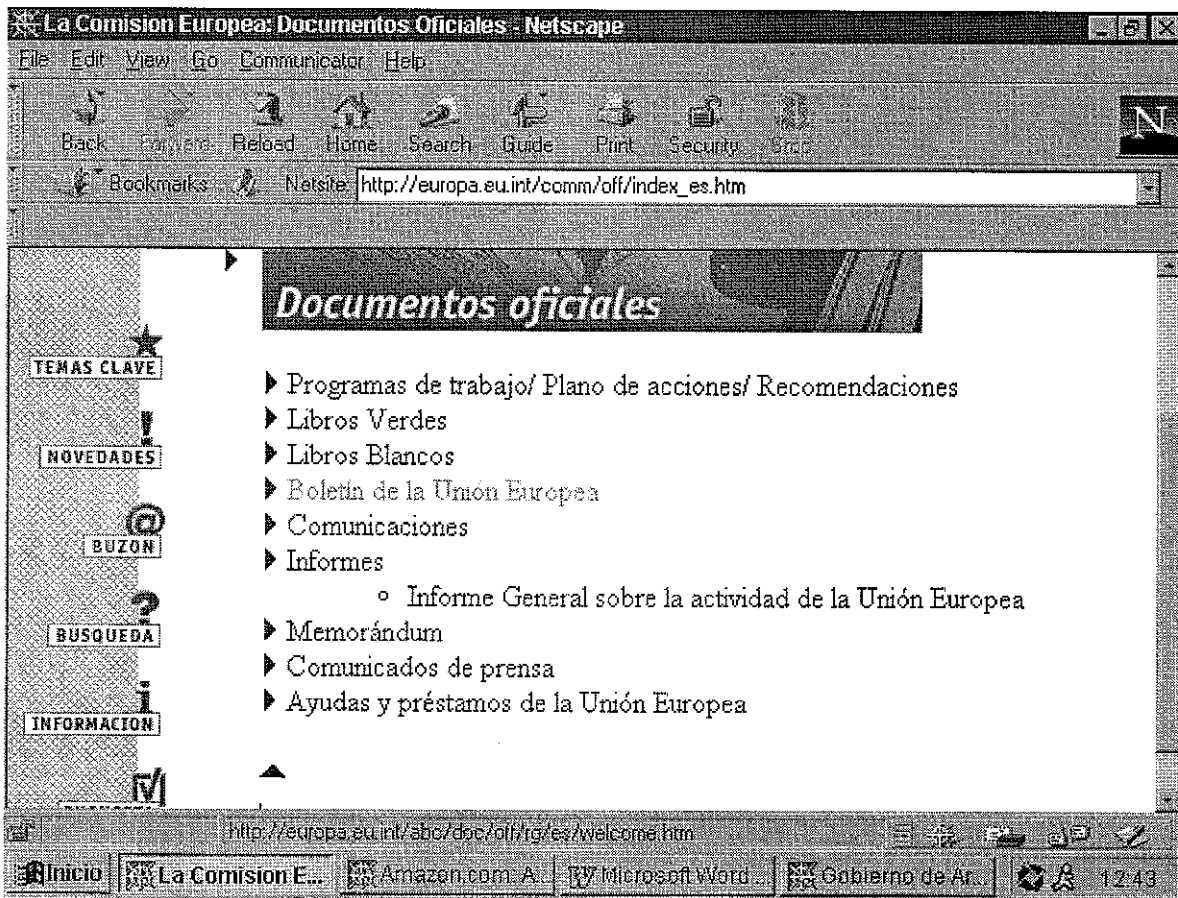 La Comision Europea: Documentos Oficiales - Netscape
File Edit View Go Communicator Help
Back Forward Reload Home Search Guide Print Security Stop
N
Bookmarks Netsite http://europa.eu.int/comm/off/index_es.htm
Documentos oficiales
TEMAS CLAVE
NOVEDADES
BUZON
BUSQUEDA
INFORMACION
Programas de trabajo/ Plano de acciones/ Recomendaciones
Libros Verdes
Libros Blancos
Boletín de la Unión Europea
Comunicaciones
Informes
Informe General sobre la actividad de la Unión Europea
Memorándum
Comunicados de prensa
Ayudas y préstamos de la Unión Europea
http://europa.eu.int/abc/doc/off/rg/es/welcome.htm
Inicio La Comision E... Amazon.com: A... Microsoft Word ... Gobierno de Ar... 12:43